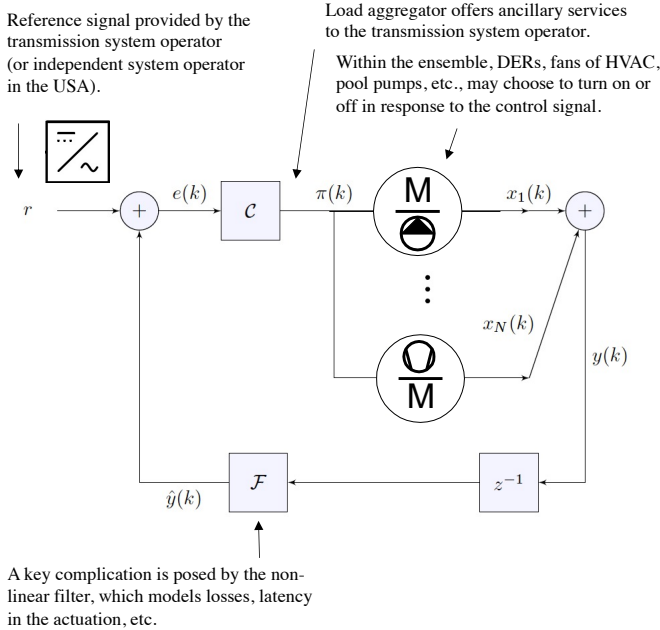 Reference signal provided by the
transmission system operator
(or independent system operator
in the USA).
Load aggregator offers ancillary services
to the transmission system operator.
Within the ensemble, DERs, fans of HVAC,
pool pumps, etc., may choose to turn on or
off in response to the control signal.
r
+
e(k)
𝒞
π(k)
M
x₁(k)
+
⋮
x_N(k)
M
y(k)
ŷ(k)
ℱ
z⁻¹
A key complication is posed by the non-
linear filter, which models losses, latency
in the actuation, etc.